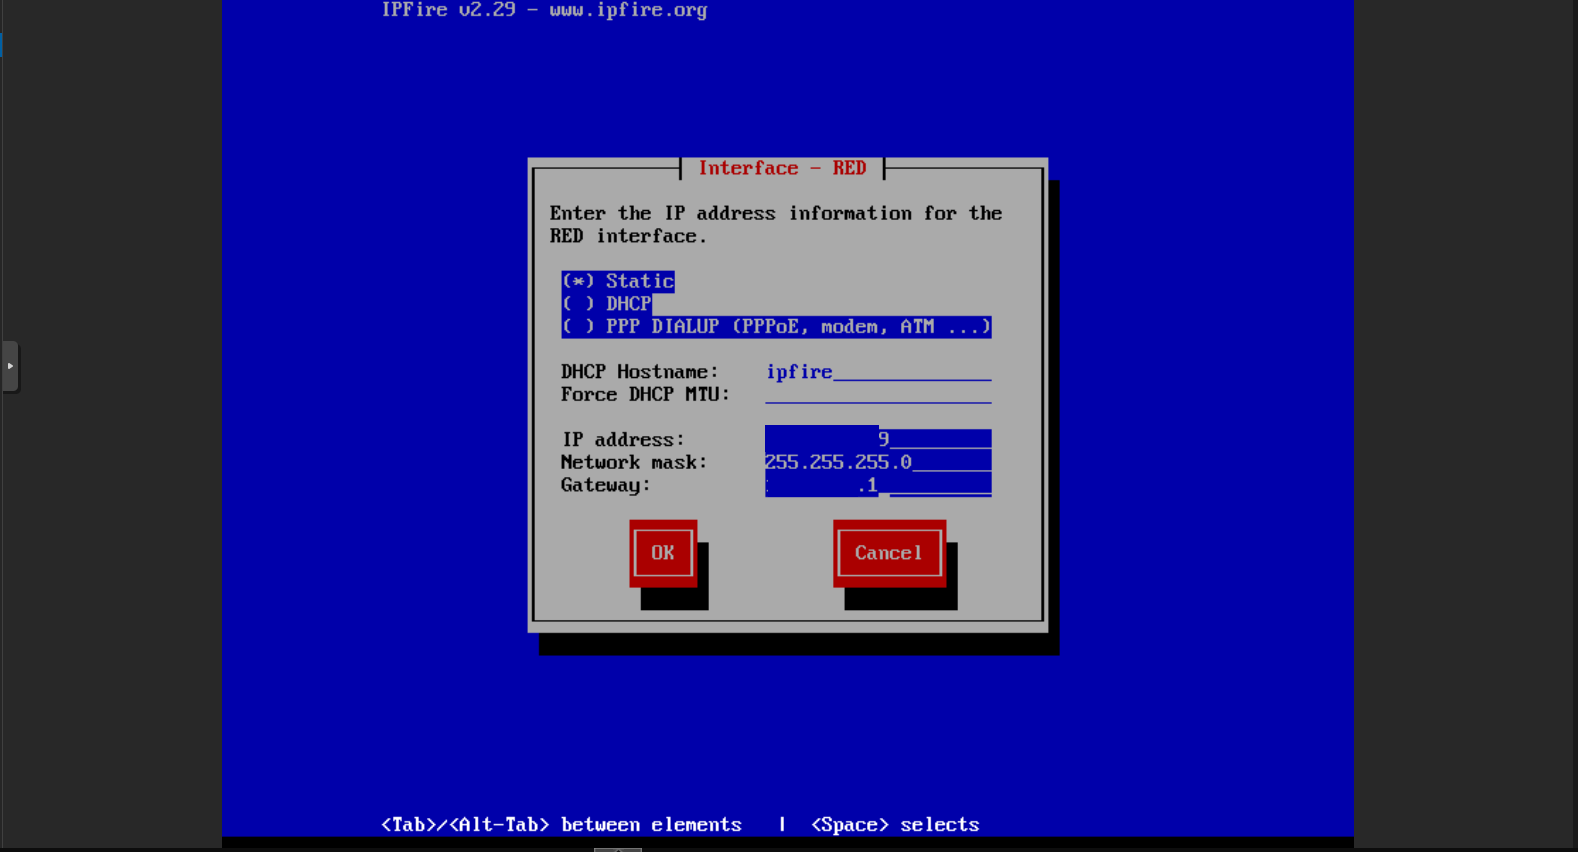 IPFire v2.29 - www.ipfire.org
Interface - RED
Enter the IP address information for the
RED interface.
(*) Static
( ) DHCP
( ) PPP DIALUP (PPPoE, modem, ATM ...)
DHCP Hostname: ipfire
Force DHCP MTU:
IP address: 9
Network mask: 255.255.255.0
Gateway: .1
OK Cancel
<Tab>/<Alt-Tab> between elements | <Space> selects